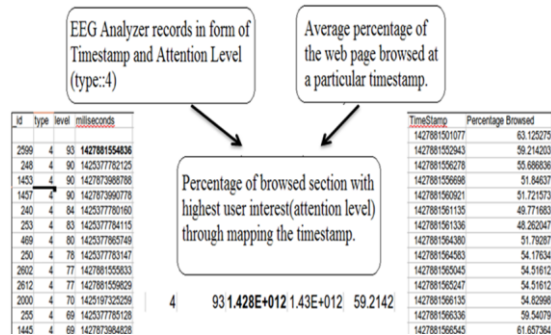 EEG Analyzer records in form of
Timestamp and Attention Level
(type::4)
Average percentage of
the web page browsed at
a particular timestamp.
id type level miliseconds
2599 4 93 1427881554836
248 4 90 1425377782125
1453 4 90 1427873988788
1457 4 90 1427873990778
240 4 84 1425377780160
253 4 83 1425377784115
469 4 80 1425377865749
250 4 78 1425377783147
2602 4 77 1427881555833
2612 4 77 1427881559829
2000 4 70 1425197325259
255 4 69 1425377785128
1445 4 69 1427873984828
Percentage of browsed section with
highest user interest(attention level)
through mapping the timestamp.
4 93 1.428E+012 1.43E+012 59.2142
TimeStamp Percentage Browsed
1427881501077 63.125275
1427881552943 59.214203
1427881556278 55.686836
1427881556698 51.84637
1427881560921 51.721573
1427881561135 49.771683
1427881561336 48.262047
1427881564380 51.79287
1427881564583 54.17634
1427881565045 54.51612
1427881565247 54.51612
1427881566135 54.82998
1427881566336 59.54079
1427881566536 61.657364